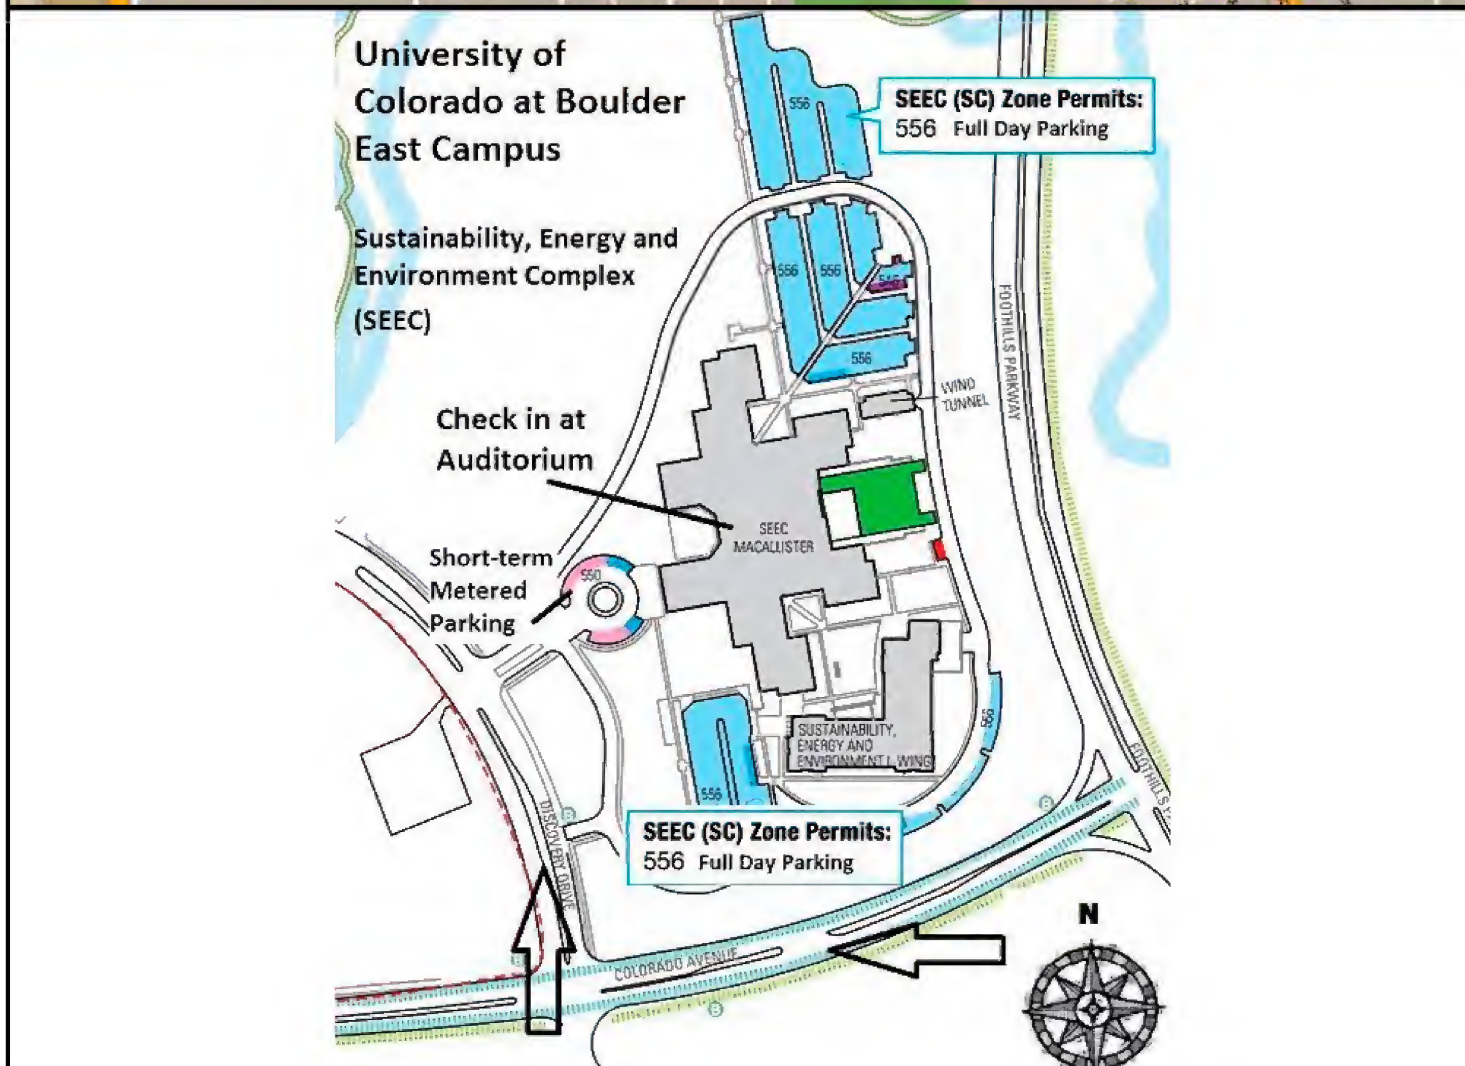 University of
Colorado at Boulder
East Campus
Sustainability, Energy and
Environment Complex
(SEEC)
SEEC (SC) Zone Permits:
556 Full Day Parking
556
556
556
556
FOOTHILLS PARKWAY
WIND
TUNNEL
Check in at
Auditorium
SEEC
MACALLISTER
Short-term
Metered
Parking
550
556
SUSTAINABILITY,
ENERGY AND
ENVIRONMENT L WING
556
SEEC (SC) Zone Permits:
556 Full Day Parking
DISCOVERY DRIVE
FOOTHILLS
COLORADO AVENUE
B
B
B
N